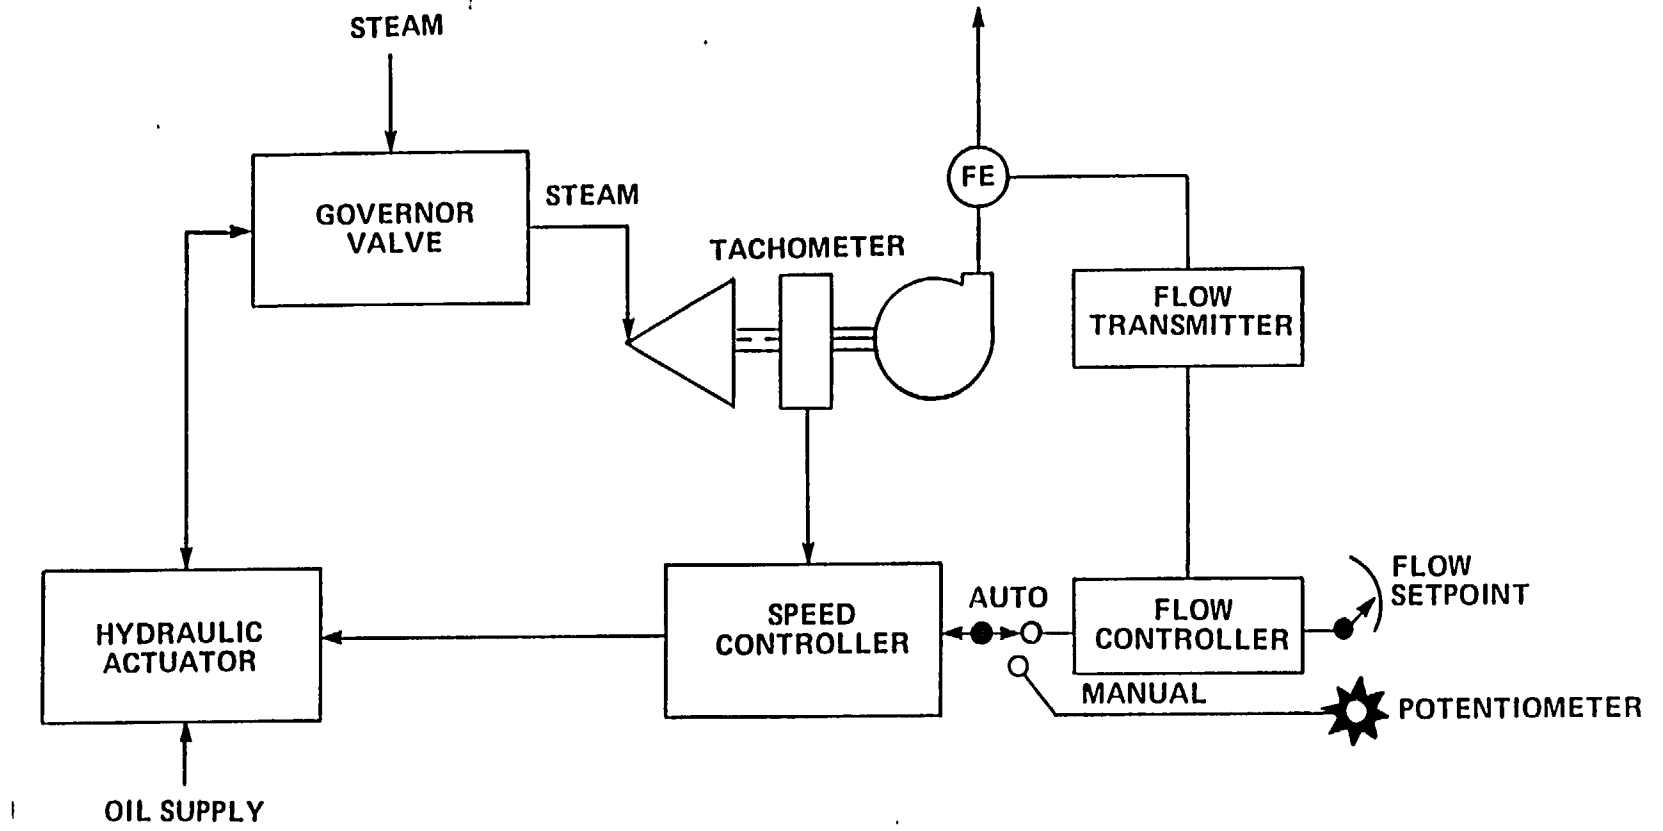 STEAM
GOVERNOR
VALVE
STEAM
TACHOMETER
FE
FLOW
TRANSMITTER
HYDRAULIC
ACTUATOR
OIL SUPPLY
SPEED
CONTROLLER
AUTO
MANUAL
FLOW
CONTROLLER
FLOW
SETPOINT
POTENTIOMETER